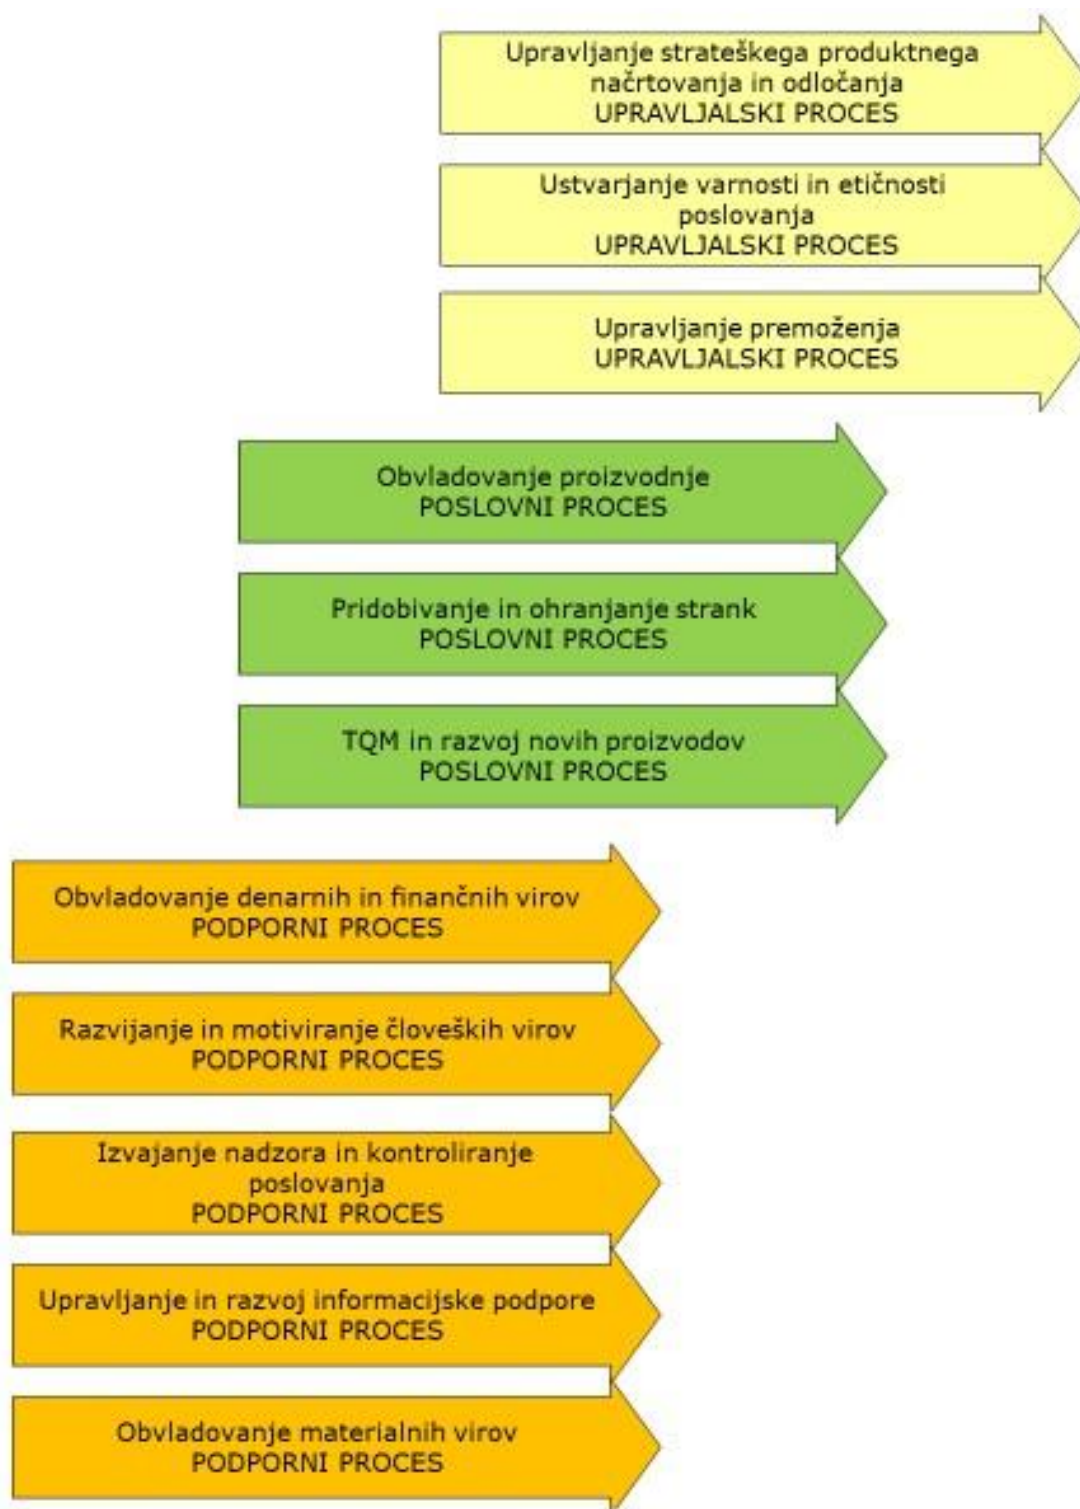 Upravljanje strateškega produktnega
načrtovanja in odločanja
UPRAVLJALSKI PROCES
Ustvarjanje varnosti in etičnosti
poslovanja
UPRAVLJALSKI PROCES
Upravljanje premoženja
UPRAVLJALSKI PROCES
Obvladovanje proizvodnje
POSLOVNI PROCES
Pridobivanje in ohranjanje strank
POSLOVNI PROCES
TQM in razvoj novih proizvodov
POSLOVNI PROCES
Obvladovanje denarnih in finančnih virov
PODPORNI PROCES
Razvijanje in motiviranje človeških virov
PODPORNI PROCES
Izvajanje nadzora in kontroliranje
poslovanja
PODPORNI PROCES
Upravljanje in razvoj informacijske podpore
PODPORNI PROCES
Obvladovanje materialnih virov
PODPORNI PROCES